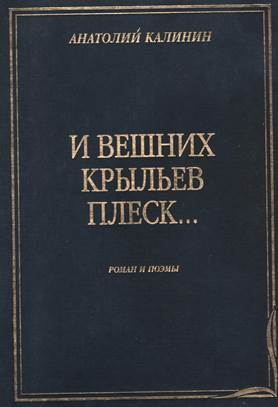 АНАТОЛИЙ КАЛИНИН
И ВЕШНИХ
КРЫЛЬЕВ
ПЛЕСК...
РОМАН И ПОЭМЫ